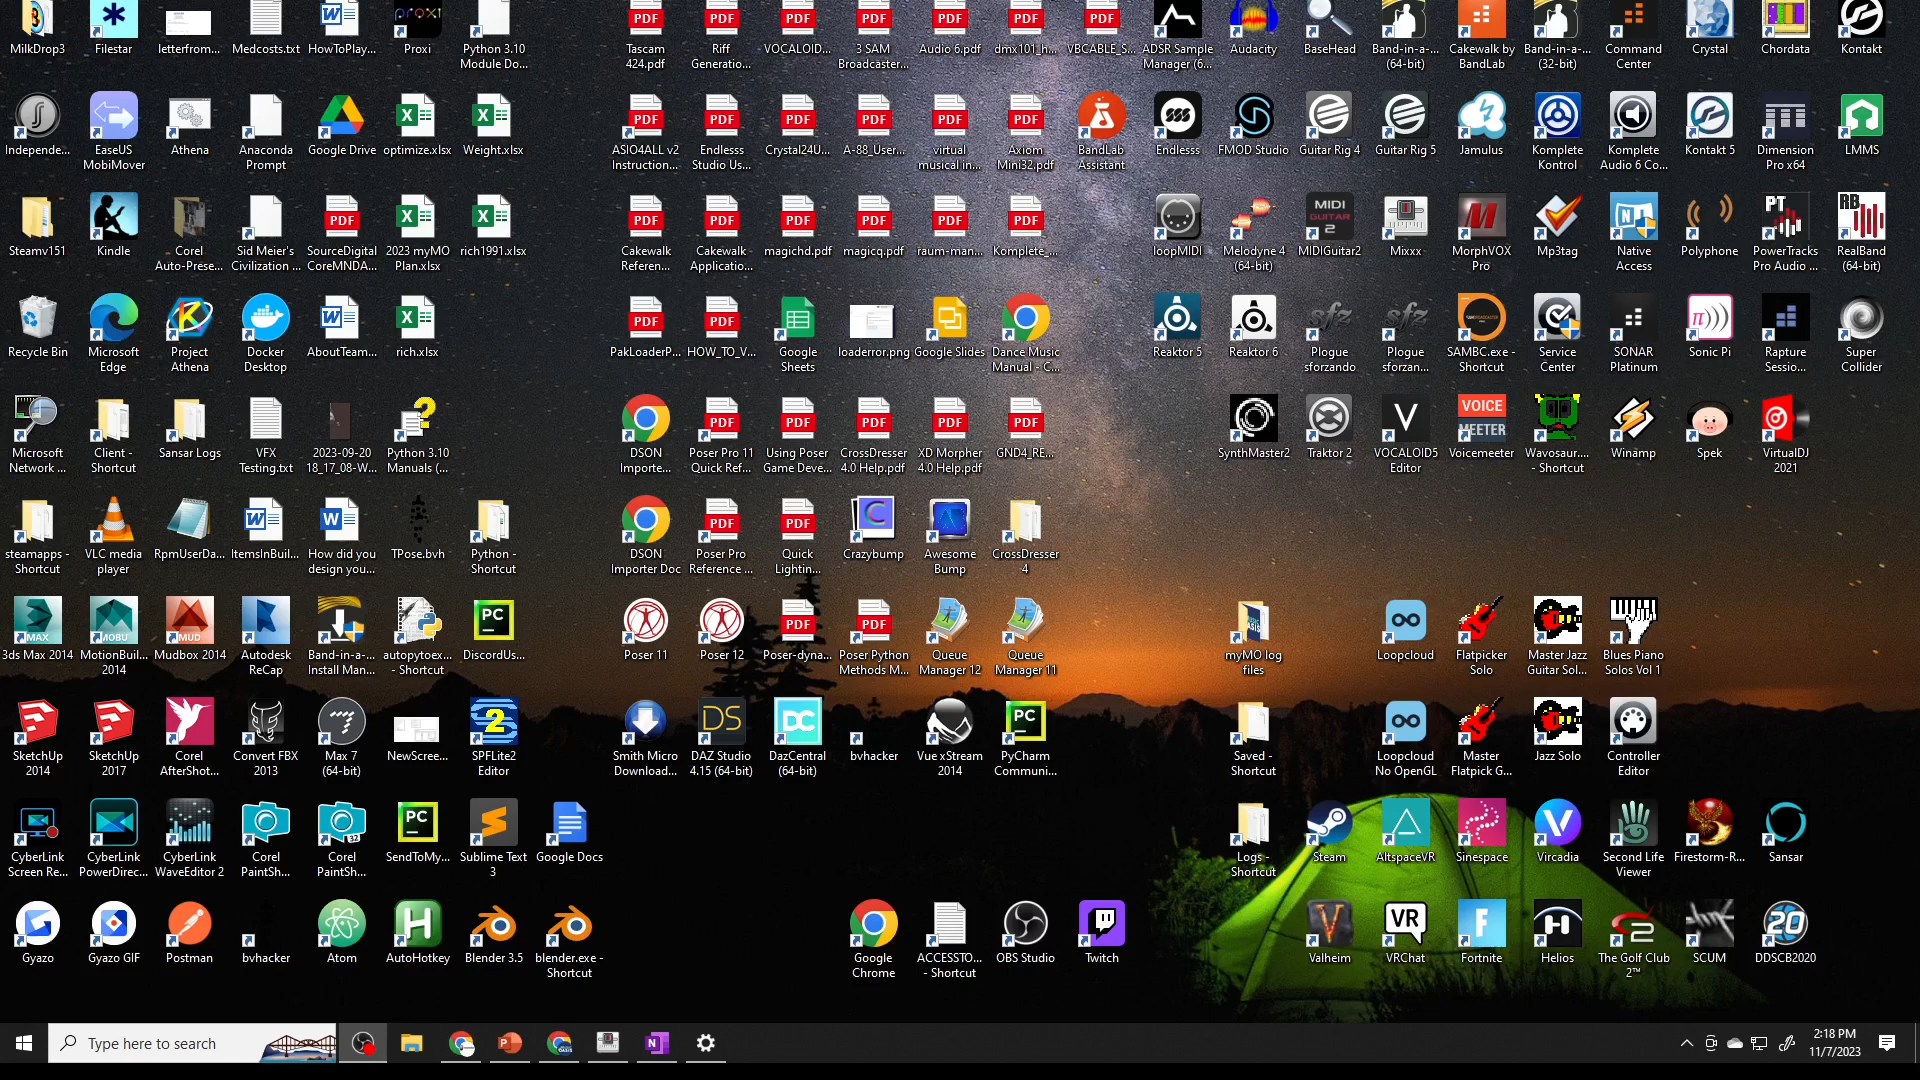 MilkDrop3
Filestar
letterfrom...
Medcosts.txt
HowToPlay...
Proxi
Python 3.10
Module Do...
Tascam
424.pdf
Riff
Generatio...
VOCALOID...
3 SAM
Broadcaster...
Audio 6.pdf
dmx101_h...
VBCABLE_S...
ADSR Sample
Manager (6...
Audacity
BaseHead
Band-in-a-...
(64-bit)
Cakewalk by
BandLab
Band-in-a-...
(32-bit)
Command
Center
Crystal
Chordata
Kontakt
Independe...
EaseUS
MobiMover
Athena
Anaconda
Prompt
Google Drive
optimize.xlsx
Weight.xlsx
ASIO4ALL v2
Instruction...
Endlesss
Studio Us...
Crystal24U...
A-88_User...
virtual
musical in...
Axiom
Mini32.pdf
BandLab
Assistant
Endlesss
FMOD Studio
Guitar Rig 4
Guitar Rig 5
Jamulus
Komplete
Kontrol
Komplete
Audio 6 Co...
Kontakt 5
Dimension
Pro x64
LMMS
Steamv151
Kindle
Corel
Auto-Prese...
Sid Meier's
Civilization ...
SourceDigital
CoreMNDA...
2023 myMO
Plan.xlsx
rich1991.xlsx
Cakewalk
Referen...
Cakewalk
Applicatio...
magichd.pdf
magicq.pdf
raum-man...
Komplete_...
loopMIDI
Melodyne 4
(64-bit)
MIDIGuitar2
Mixxx
MorphVOX
Pro
Mp3tag
Native
Access
Polyphone
PowerTracks
Pro Audio ...
RealBand
(64-bit)
Recycle Bin
Microsoft
Edge
Project
Athena
Docker
Desktop
AboutTeam...
rich.xlsx
PakLoaderP...
HOW_TO_V...
Google
Sheets
loaderror.png
Google Slides
Dance Music
Manual - C...
Reaktor 5
Reaktor 6
Plogue
sforzando
Plogue
sforzan...
SAMBC.exe -
Shortcut
Service
Center
SONAR
Platinum
Sonic Pi
Rapture
Sessio...
Super
Collider
Microsoft
Network ...
Client -
Shortcut
Sansar Logs
VFX
Testing.txt
2023-09-20
18_17_08-W...
Python 3.10
Manuals (...
DSON
Importe...
Poser Pro 11
Quick Ref...
Using Poser
Game Deve...
CrossDresser
4.0 Help.pdf
XD Morpher
4.0 Help.pdf
GND4_RE...
SynthMaster2
Traktor 2
VOCALOID5
Editor
VOICE
MEETER
Voicemeeter
Wavosaur....
- Shortcut
Winamp
Spek
VirtualDJ
2021
steamapps -
Shortcut
VLC media
player
RpmUserDa...
ItemsInBuil...
How did you
design you...
TPose.bvh
Python -
Shortcut
DSON
Importer Doc
Poser Pro
Reference ...
Quick
Lightin...
Crazybump
Awesome
Bump
CrossDresser
4
3ds Max 2014
MotionBuil...
2014
Mudbox 2014
Autodesk
ReCap
Band-in-a-...
Install Man...
autopytoex...
- Shortcut
DiscordUs...
Poser 11
Poser 12
Poser-dyna...
Poser Python
Methods M...
Queue
Manager 12
Queue
Manager 11
myMO log
files
Loopcloud
Flatpicker
Solo
Master Jazz
Guitar Sol...
Blues Piano
Solos Vol 1
SketchUp
2014
SketchUp
2017
Corel
AfterShot...
Convert FBX
2013
Max 7
(64-bit)
NewScree...
SPFLite2
Editor
Smith Micro
Download...
DAZ Studio
4.15 (64-bit)
DazCentral
(64-bit)
bvhacker
Vue xStream
2014
PyCharm
Communi...
Saved -
Shortcut
Loopcloud
No OpenGL
Master
Flatpick G...
Jazz Solo
Controller
Editor
CyberLink
Screen Re...
CyberLink
PowerDirec...
CyberLink
WaveEditor 2
Corel
PaintSh...
Corel
PaintSh...
SendToMy...
Sublime Text
3
Google Docs
Logs -
Shortcut
Steam
AltspaceVR
Sinespace
Vircadia
Second Life
Viewer
Firestorm-R...
Sansar
Gyazo
Gyazo GIF
Postman
bvhacker
Atom
AutoHotkey
Blender 3.5
blender.exe -
Shortcut
Google
Chrome
ACCESSTO...
- Shortcut
OBS Studio
Twitch
Valheim
VRChat
Fortnite
Helios
The Golf Club
2™
SCUM
DDSCB2020
Type here to search
2:18 PM
11/7/2023